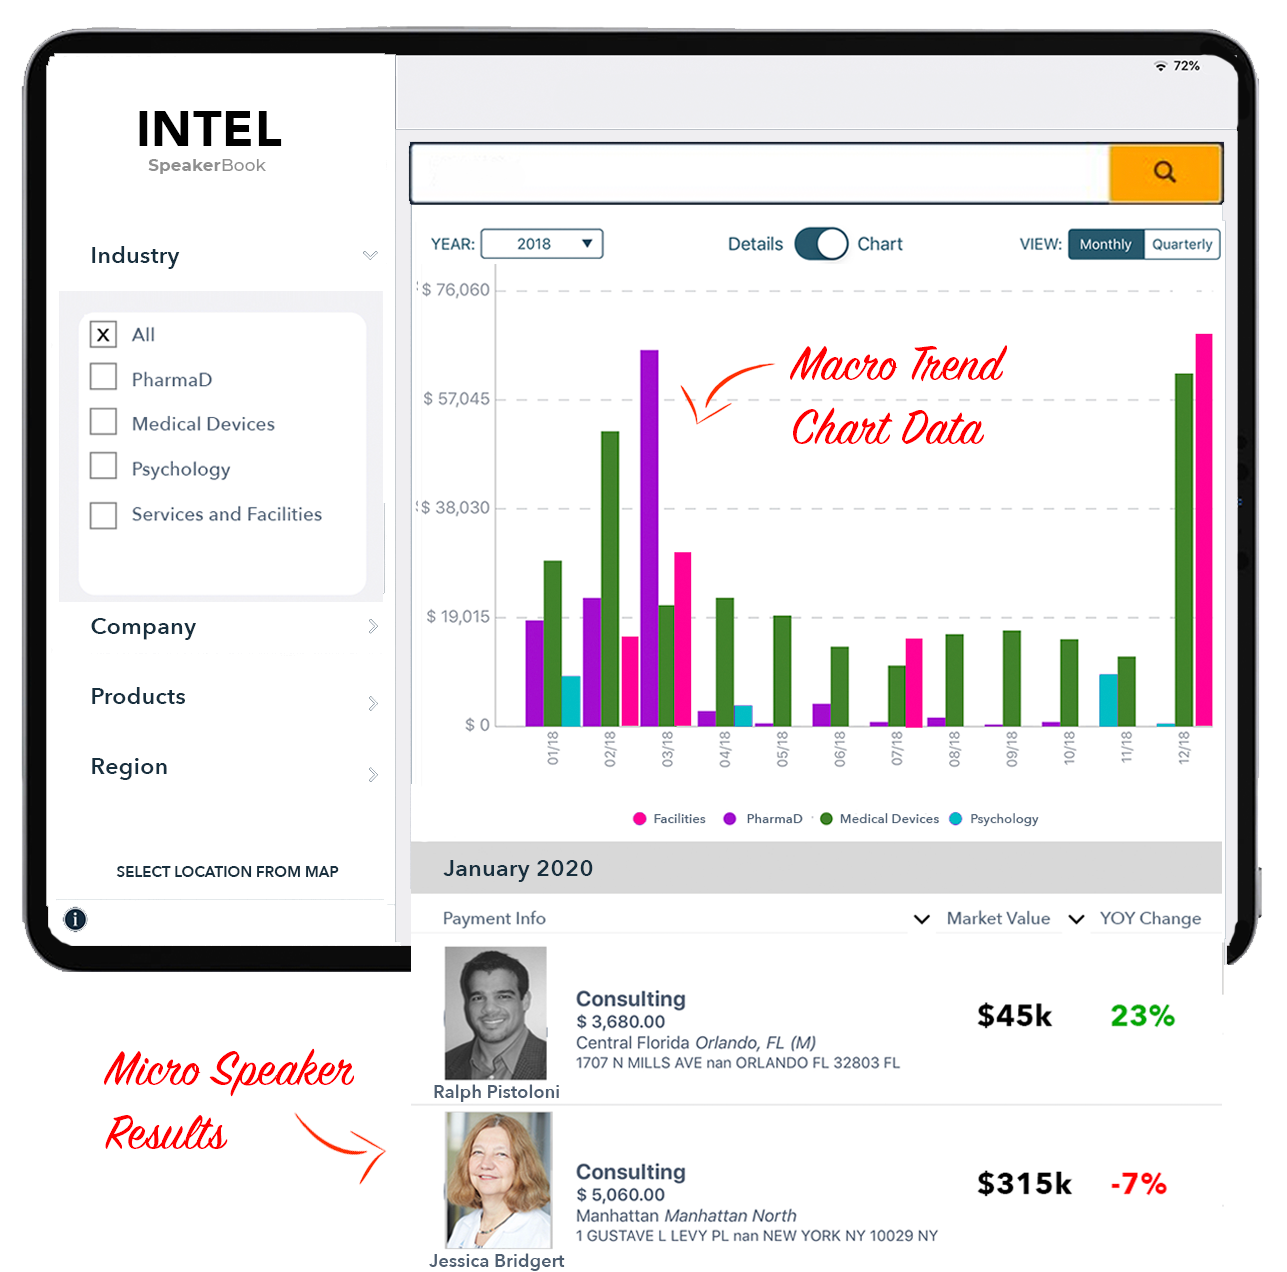 72%
INTEL
SpeakerBook
Industry
X All
PharmaD
Medical Devices
Psychology
Services and Facilities
Company
Products
Region
SELECT LOCATION FROM MAP
i
YEAR: 2018 Details Chart VIEW: Monthly Quarterly
$ 76,060
$ 57,045
$ 38,030
$ 19,015
$ 0
Macro Trend
Chart Data
01/18 02/18 03/18 04/18 05/18 06/18 07/18 08/18 09/18 10/18 11/18 12/18
Facilities PharmaD Medical Devices Psychology
January 2020
Payment Info Market Value YOY Change
Consulting
$ 3,680.00
Central Florida Orlando, FL (M)
1707 N MILLS AVE nan ORLANDO FL 32803 FL
$45k 23%
Ralph Pistoloni
Micro Speaker
Results
Consulting
$ 5,060.00
Manhattan Manhattan North
1 GUSTAVE L LEVY PL nan NEW YORK NY 10029 NY
$315k -7%
Jessica Bridgert